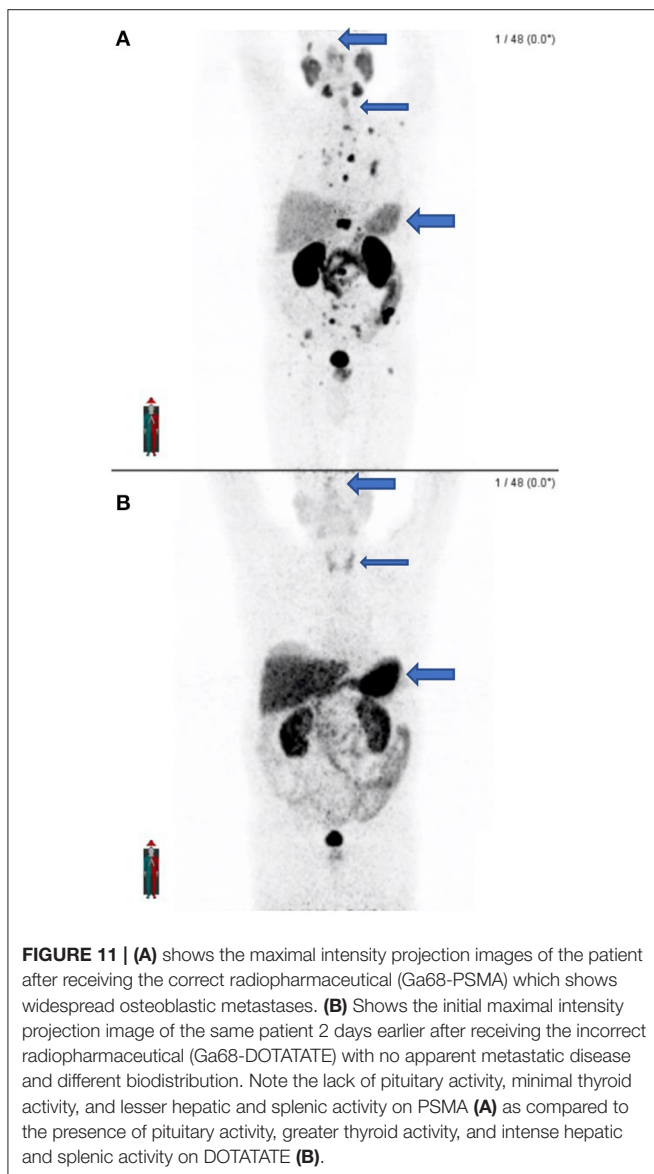 A
1 / 48 (0.0°)
B
1 / 48 (0.0°)
FIGURE 11 | (A) shows the maximal intensity projection images of the patient
after receiving the correct radiopharmaceutical (Ga68-PSMA) which shows
widespread osteoblastic metastases. (B) Shows the initial maximal intensity
projection image of the same patient 2 days earlier after receiving the incorrect
radiopharmaceutical (Ga68-DOTATATE) with no apparent metastatic disease
and different biodistribution. Note the lack of pituitary activity, minimal thyroid
activity, and lesser hepatic and splenic activity on PSMA (A) as compared to
the presence of pituitary activity, greater thyroid activity, and intense hepatic
and splenic activity on DOTATATE (B).